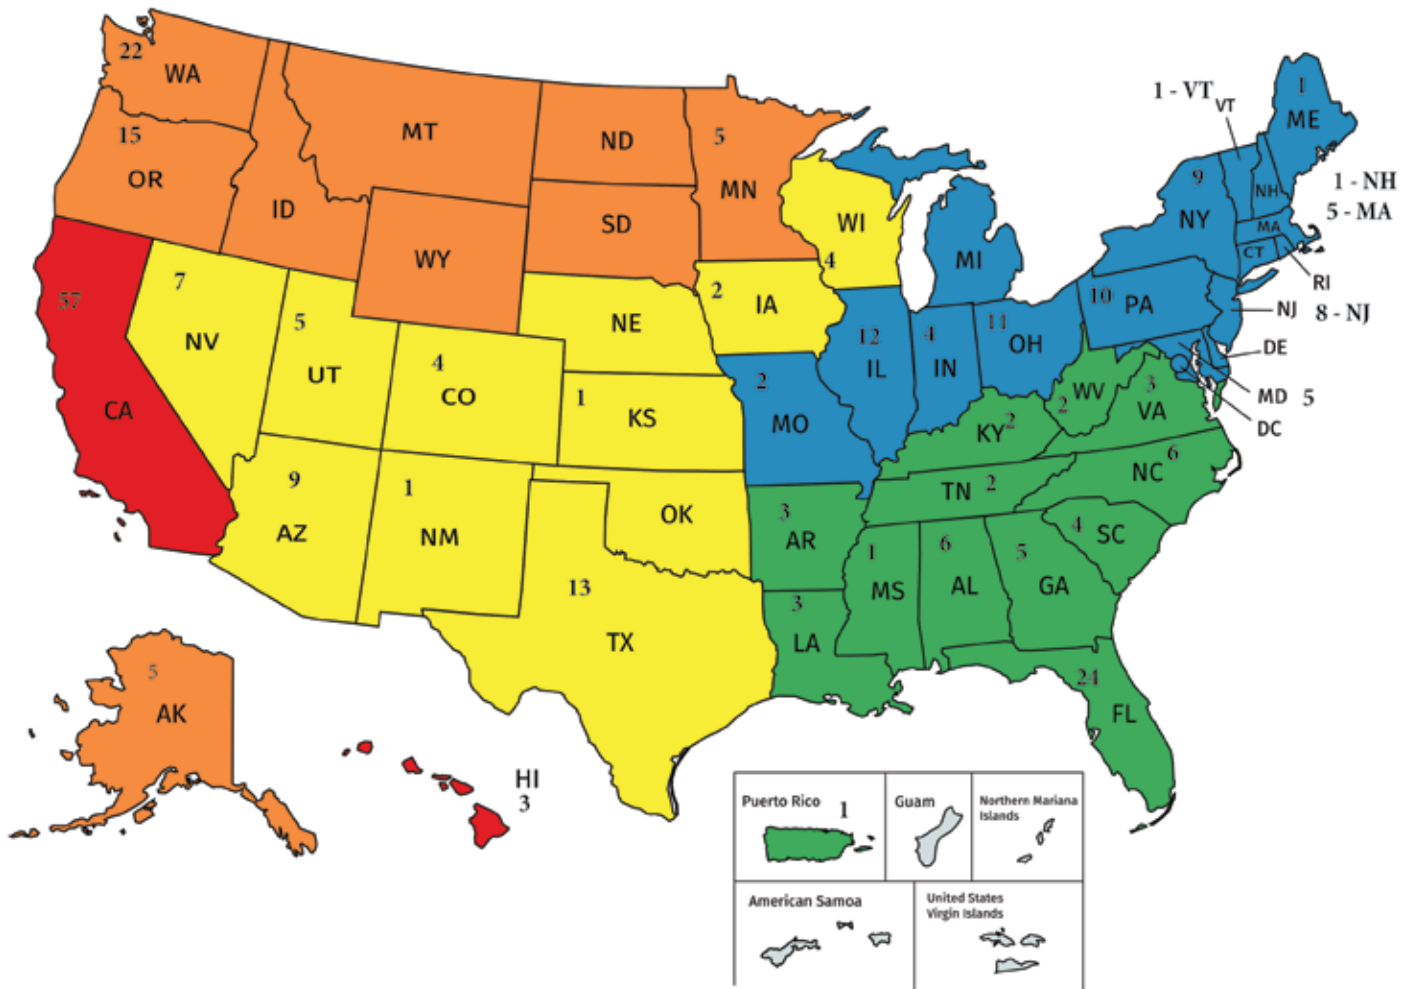 22
WA
15
OR
MT
ID
WY
ND
SD
5
MN
WI
4
1 - VT
VT
1
ME
9
NY
NH
1 - NH
5 - MA
MA
CT
RI
NJ
8 - NJ
DE
MD 5
DC
57
CA
7
NV
5
UT
4
CO
NE
2
IA
1
KS
MI
10
PA
11
OH
12
IL
4
IN
2
MO
2
WV
3
VA
KY 2
6
NC
TN 2
9
AZ
1
NM
OK
3
AR
4
SC
1
MS
6
AL
5
GA
13
TX
3
LA
24
FL
5
AK
HI
3
Puerto Rico
1
Guam
Northern Mariana
Islands
American Samoa
United States
Virgin Islands